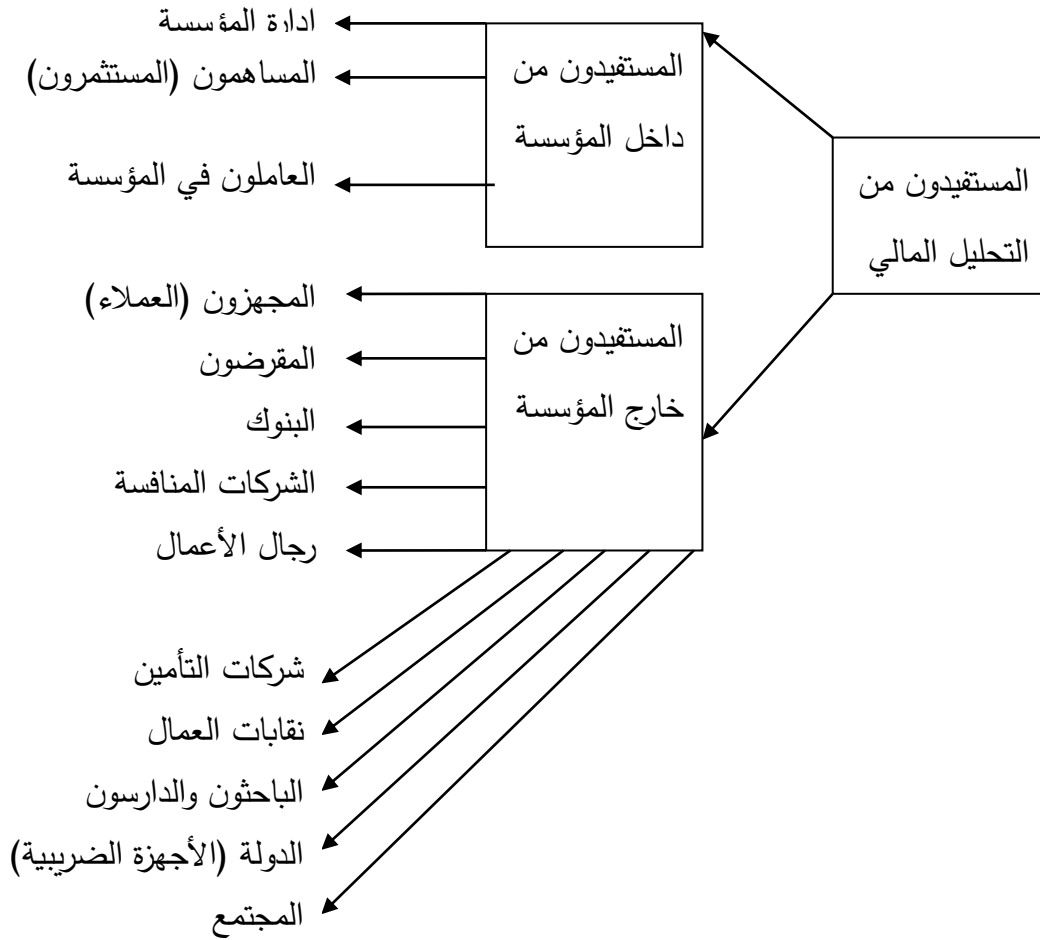 المستفيدون من
التحليل المالي
المستفيدون من
داخل المؤسسة
ادارة المؤسسة
المساهمون (المستثمرون)
العاملون في المؤسسة
المستفيدون من
خارج المؤسسة
المجهزون (العملاء)
المقرضون
البنوك
الشركات المنافسة
رجال الأعمال
شركات التأمين
نقابات العمال
الباحثون والدارسون
الدولة (الأجهزة الضريبية)
المجتمع